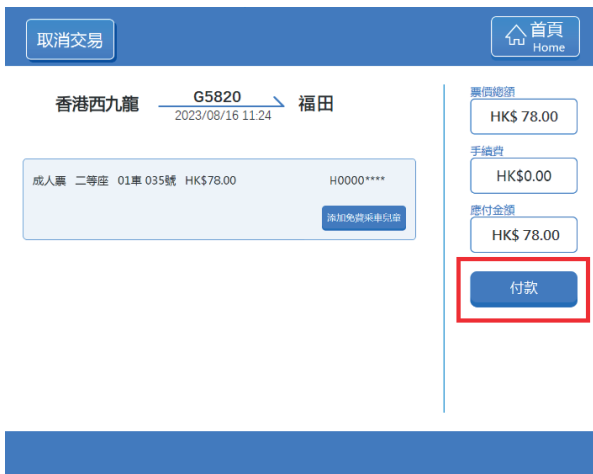 取消交易
首頁
Home
香港西九龍
G5820
2023/08/16 11:24
福田
成人票 二等座 01車 035號 HK$78.00 H0000****
添加免費乘車兒童
票價總額
HK$ 78.00
手續費
HK$0.00
應付金額
HK$ 78.00
付款